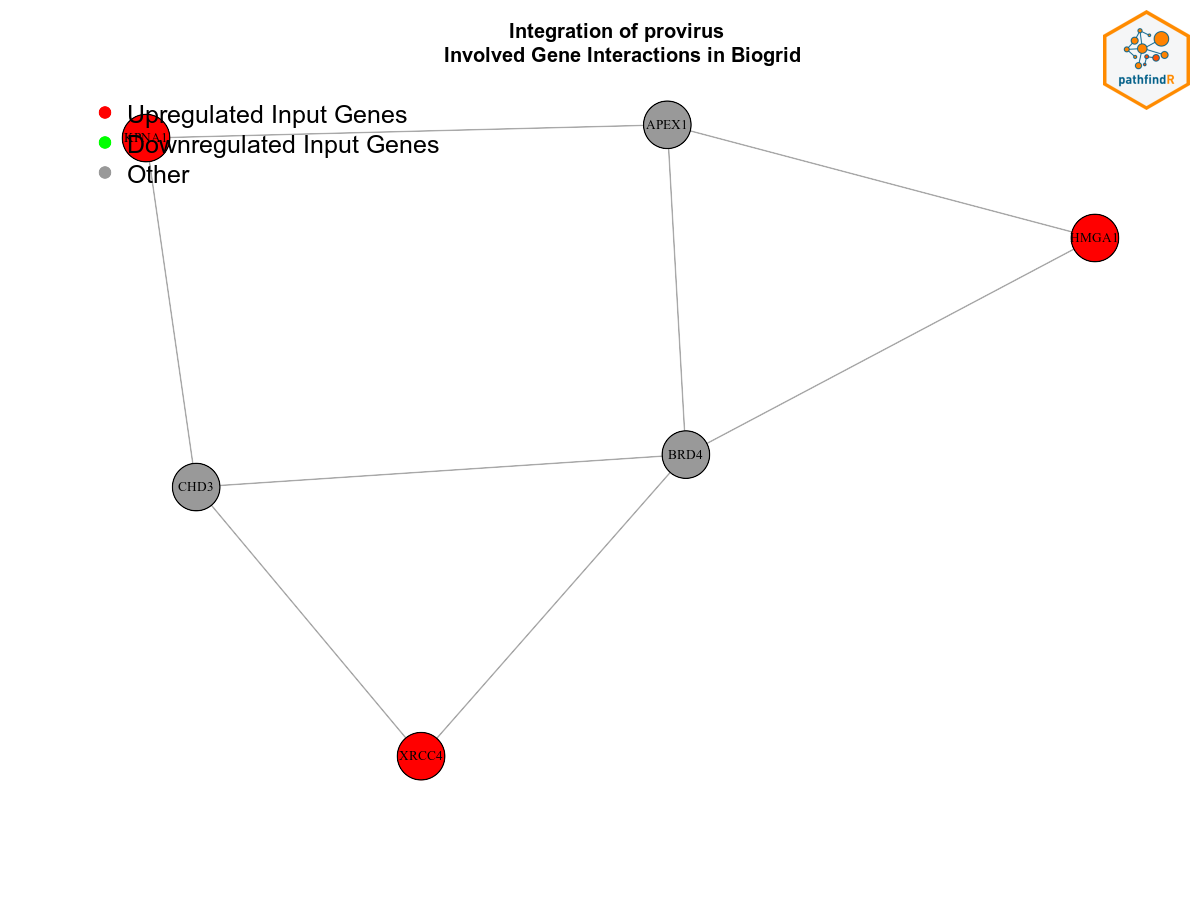 Integration of provirus
Involved Gene Interactions in Biogrid
pathfindR
Upregulated Input Genes
Downregulated Input Genes
Other
KPNA1
APEX1
HMGA1
BRD4
CHD3
XRCC4